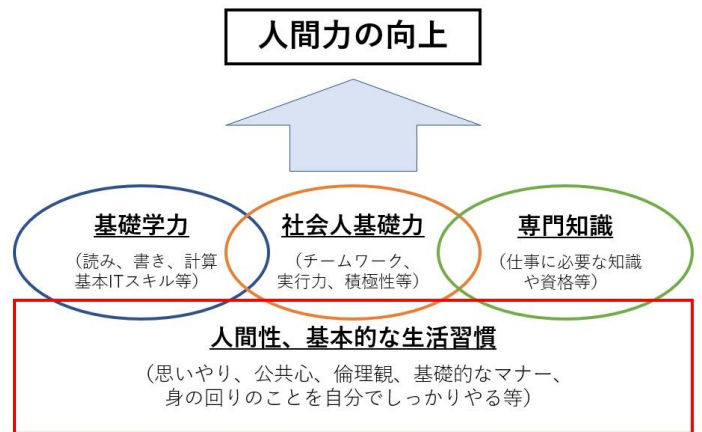 人間力の向上
基礎学力
（読み、書き、計算
基本ITスキル等）
社会人基礎力
（チームワーク、
実行力、積極性等）
専門知識
（仕事に必要な知識
や資格等）
人間性、基本的な生活習慣
（思いやり、公共心、倫理観、基礎的なマナー、
身の回りのことを自分でしっかりやる等）